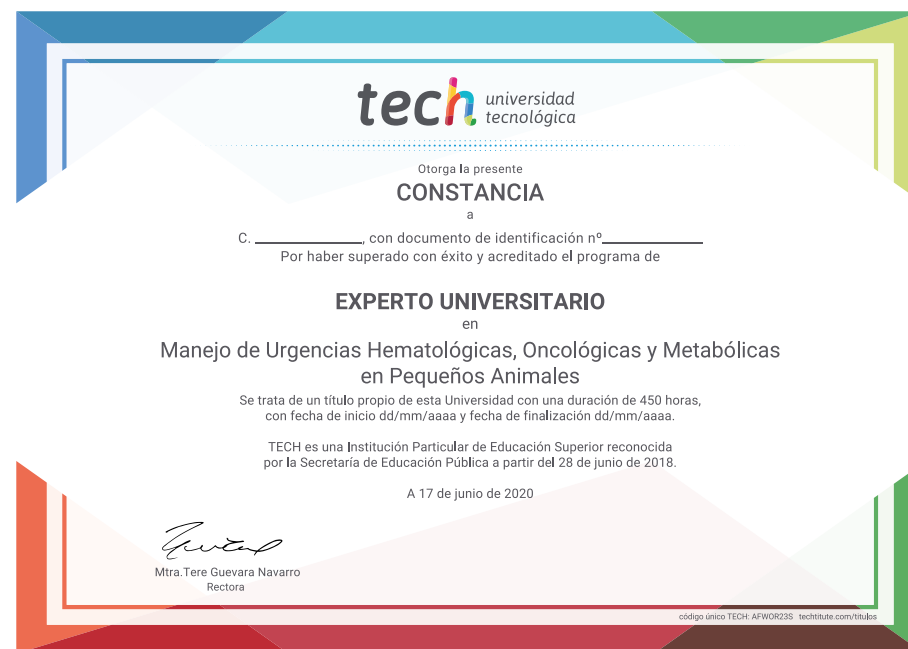 tech universidad
tecnológica
Otorga la presente
CONSTANCIA
a
C. ____________, con documento de identificación nº____________
Por haber superado con éxito y acreditado el programa de
EXPERTO UNIVERSITARIO
en
Manejo de Urgencias Hematológicas, Oncológicas y Metabólicas
en Pequeños Animales
Se trata de un título propio de esta Universidad con una duración de 450 horas,
con fecha de inicio dd/mm/aaaa y fecha de finalización dd/mm/aaaa.
TECH es una Institución Particular de Educación Superior reconocida
por la Secretaría de Educación Pública a partir del 28 de junio de 2018.
A 17 de junio de 2020
Mtra.Tere Guevara Navarro
Rectora
código único TECH: AFWOR23S techtitute.com/titulos